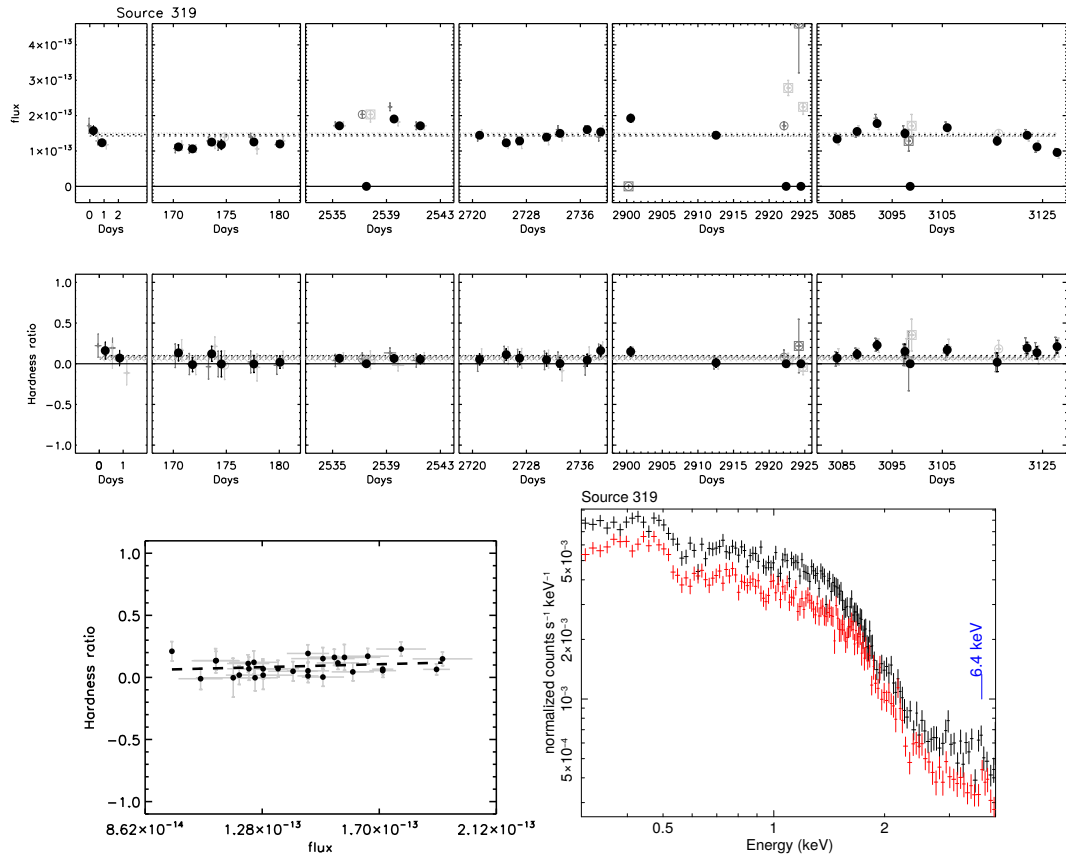 Source 319
4×10⁻¹³
3×10⁻¹³
2×10⁻¹³
1×10⁻¹³
0
flux
0 1 2
170 175 180
2535 2539 2543
2720 2728 2736
2900 2905 2910 2915 2920 2925
3085 3095 3105 3115 3125
Days Days Days Days Days Days
1.0
0.5
0.0
−0.5
−1.0
Hardness ratio
0 1
170 175 180
2535 2539 2543
2720 2728 2736
2900 2905 2910 2915 2920 2925
3085 3095 3105 3115 3125
Days Days Days Days Days Days
1.0
0.5
0.0
−0.5
−1.0
Hardness ratio
8.62×10⁻¹⁴ 1.28×10⁻¹³ 1.70×10⁻¹³ 2.12×10⁻¹³
flux
Source 319
5×10⁻³
2×10⁻³
10⁻³
5×10⁻⁴
normalized counts s⁻¹ keV⁻¹
6.4 keV
0.5 1 2
Energy (keV)